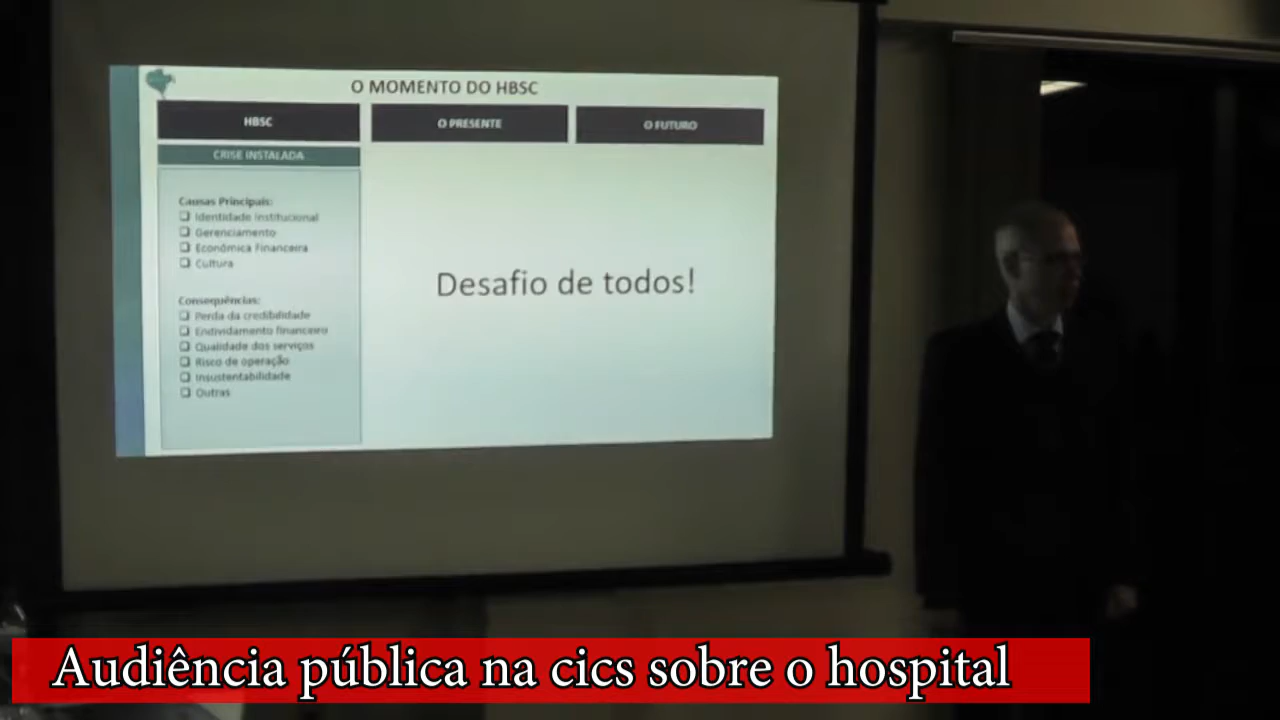 O MOMENTO DO HBSC
HBSC
O PRESENTE
O FUTURO
CRISE INSTALADA
Causas Principais:
Identidade Institucional
Gerenciamento
Econômica Financeira
Cultura
Consequências:
Perda da credibilidade
Endividamento financeiro
Qualidade dos serviços
Risco de operação
Insustentabilidade
Outras
Desafio de todos!
Audiência pública na cics sobre o hospital